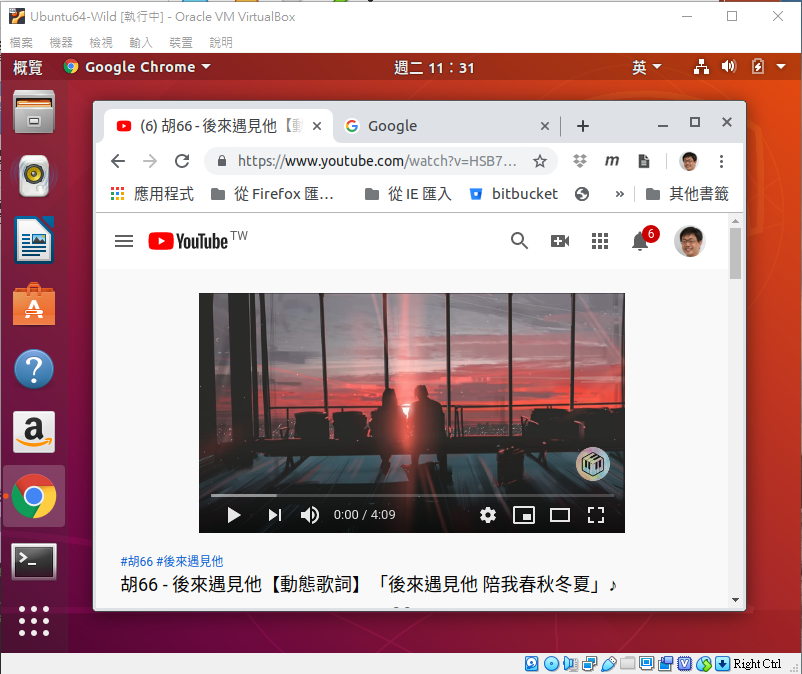 Ubuntu64-Wild [執行中] - Oracle VM VirtualBox
檔案 機器 檢視 輸入 裝置 說明
概覽 Google Chrome 週二 11：31 英
(6) 胡66 - 後來遇見他【動 Google
https://www.youtube.com/watch?v=HSB7... m
應用程式 從 Firefox 匯... 從 IE 匯入 bitbucket » 其他書籤
YouTube TW 6
0:00 / 4:09
#胡66 #後來遇見他
胡66 - 後來遇見他【動態歌詞】「後來遇見他 陪我春秋冬夏」♪
Right Ctrl